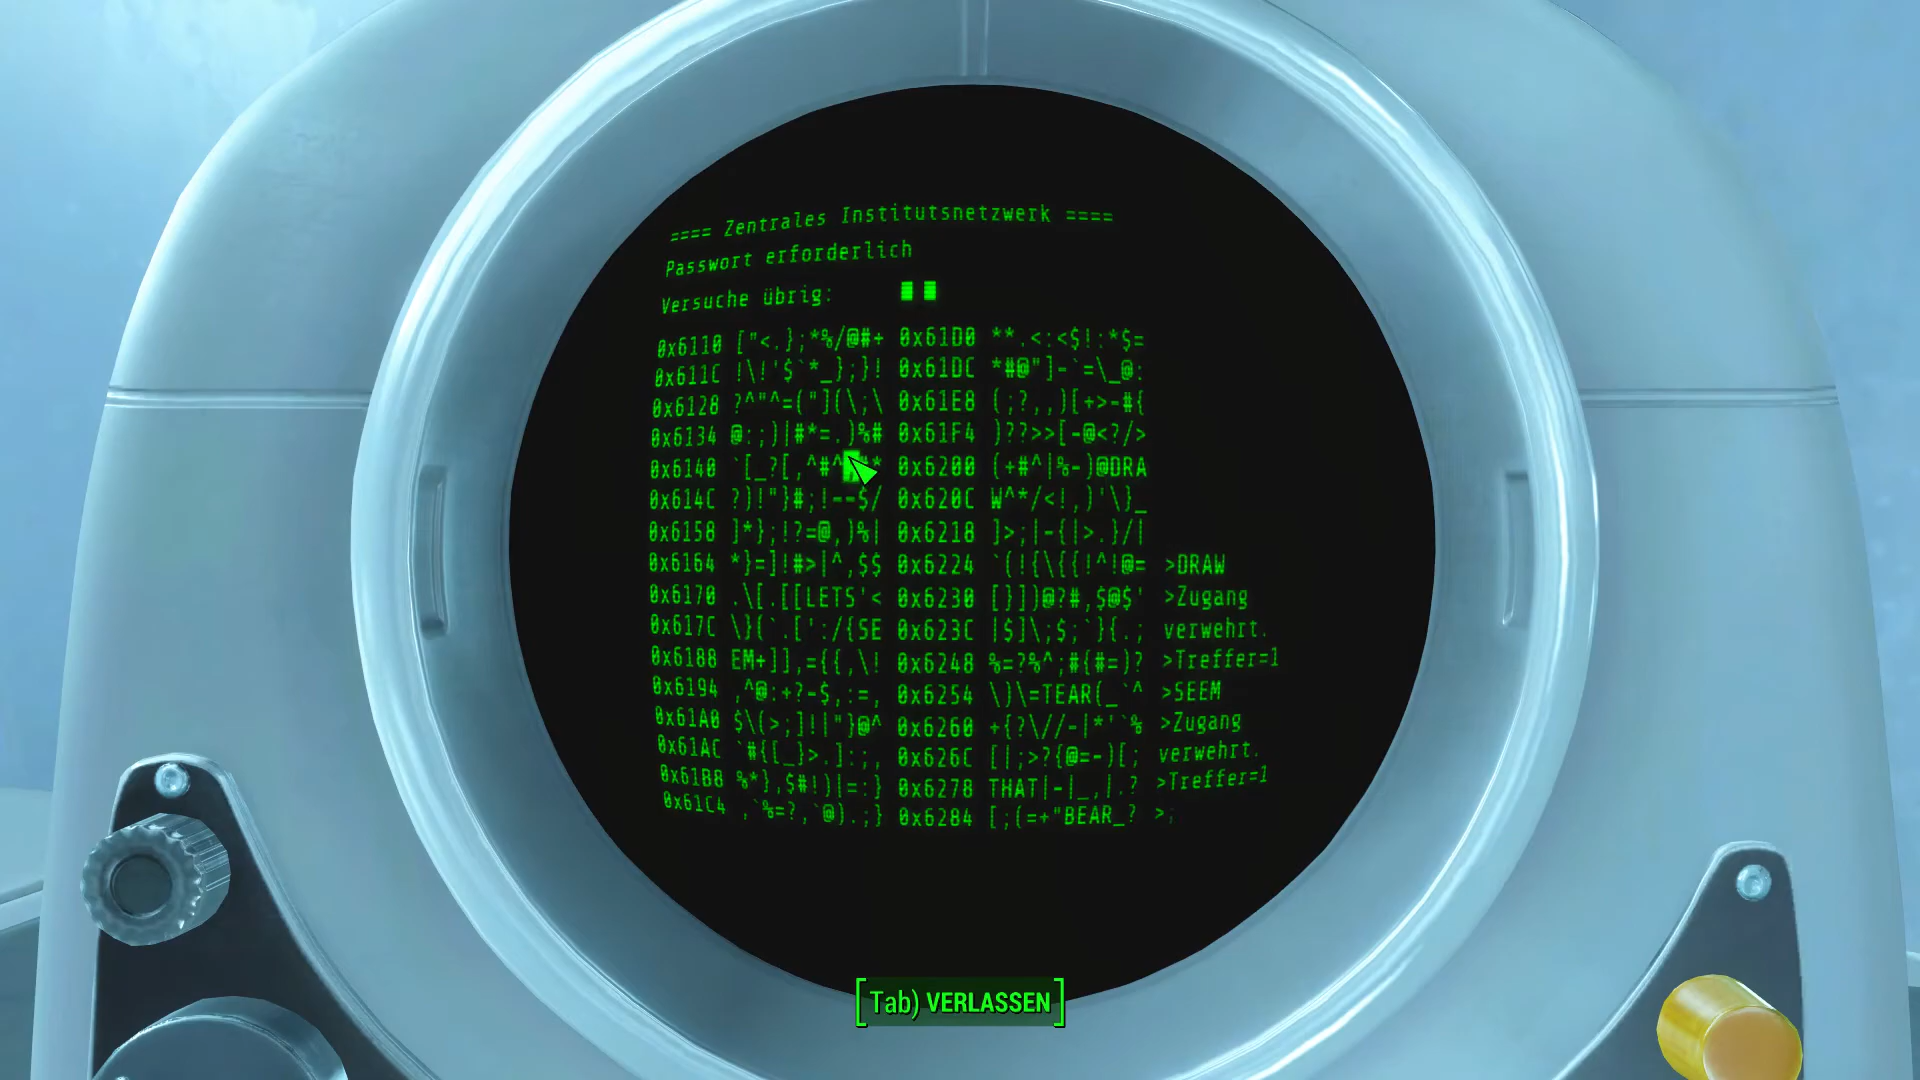 ==== Zentrales Institutsnetzwerk ====
Passwort erforderlich
Versuche übrig:
0x6110 ["<.};*%/@#+ 0x61D0 **.<:<$!:*$=
0x611C !\!'$`*_};}! 0x61DC *#@"]-`=\_@:
0x6128 ?^"^=("](\;\ 0x61E8 (;?,,)[+>-#{
0x6134 @:;)|#*=.)%# 0x61F4 )??>>[-@<?/>
0x6140 `[_?[,^#^ * 0x6200 (+#^|%-)@DRA
0x614C ?)!"}#;!--$/ 0x620C W^*/<!,)'\}_
0x6158 ]*};!?=@,)%| 0x6218 ]>;|-{|>.}/|
0x6164 *}=]!#>|^,$$ 0x6224 `(!{\{{!^!@= >DRAW
0x6170 .\[.[[LETS'< 0x6230 [}])@?#,$@$' >Zugang
0x617C \}(`.[':/{SE 0x623C |$]\;$;`}{.; verwehrt.
0x6188 EM+]],={{,\! 0x6248 %=?%^;#{#=)? >Treffer=1
0x6194 ,^@:+?-$,:=, 0x6254 \)\=TEAR(_`^ >SEEM
0x61A0 $\(>;]!|"}@^ 0x6260 +{?\//-|*'`% >Zugang
0x61AC `#{[_}>.]:;, 0x626C [|;>?{@=-)[; verwehrt.
0x61B8 %*},$#!)|=:} 0x6278 THAT|-|_,|.? >Treffer=1
0x61C4 ,`%=?,`@).;} 0x6284 [;(=+"BEAR_? >;
[Tab) VERLASSEN]